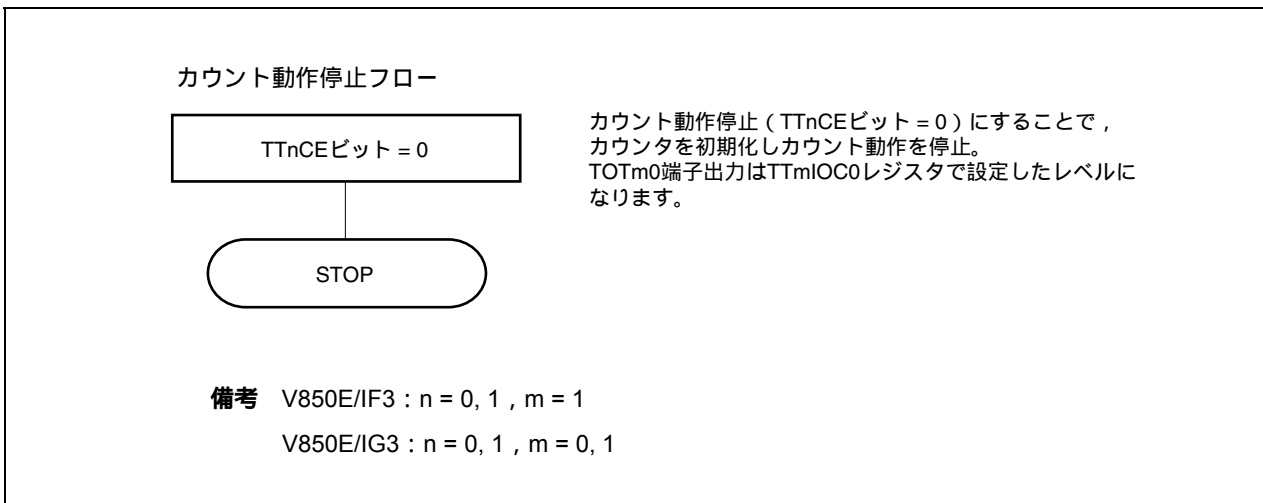 カウント動作停止フロー
TTnCEビット = 0
STOP
カウント動作停止（TTnCEビット = 0）にすることで，
カウンタを初期化しカウント動作を停止。
TOTm0端子出力はTTmIOC0レジスタで設定したレベルに
なります。
備考 V850E/IF3：n = 0, 1，m = 1
V850E/IG3：n = 0, 1，m = 0, 1